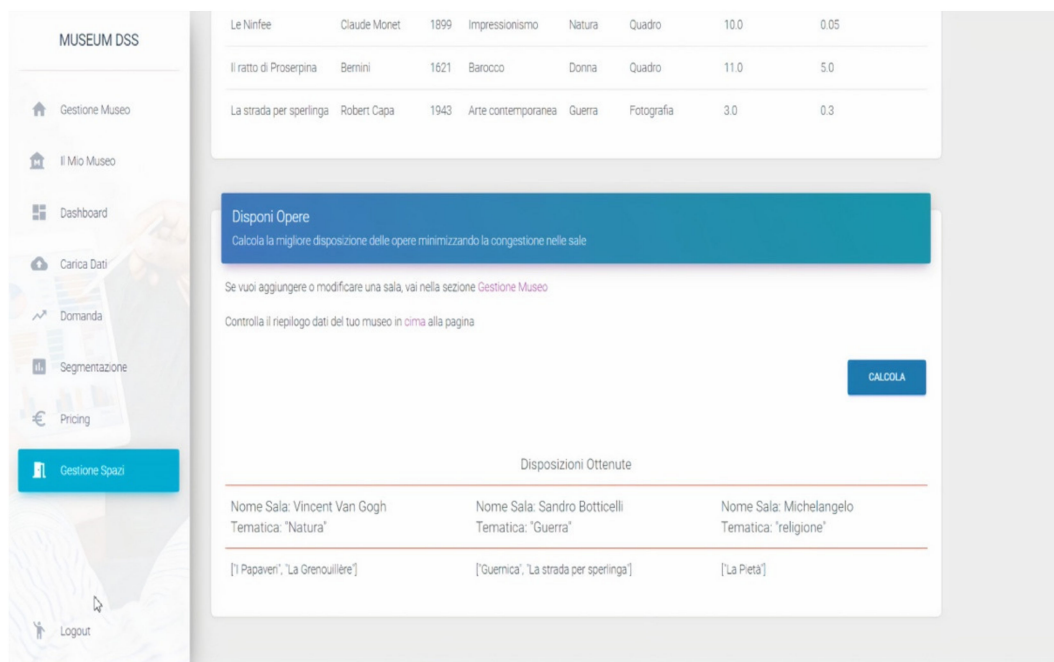 MUSEUM DSS
Gestione Museo
Il Mio Museo
Dashboard
Carica Dati
Domanda
Segmentazione
Pricing
Gestione Spazi
Logout
Le Ninfee Claude Monet 1899 Impressionismo Natura Quadro 10.0 0.05
Il ratto di Proserpina Bernini 1621 Barocco Donna Quadro 11.0 5.0
La strada per sperlinga Robert Capa 1943 Arte contemporanea Guerra Fotografia 3.0 0.3
Disponi Opere
Calcola la migliore disposizione delle opere minimizzando la congestione nelle sale
Se vuoi aggiungere o modificare una sala, vai nella sezione Gestione Museo
Controlla il riepilogo dati del tuo museo in cima alla pagina
CALCOLA
Disposizioni Ottenute
Nome Sala: Vincent Van Gogh
Tematica: "Natura"
Nome Sala: Sandro Botticelli
Tematica: "Guerra"
Nome Sala: Michelangelo
Tematica: "religione"
['I Papaveri', 'La Grenouillère']
['Guernica', 'La strada per sperlinga']
['La Pietà']